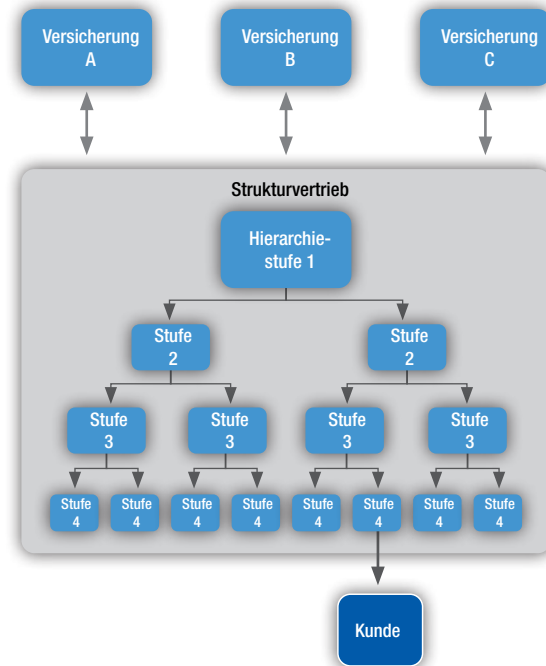 Versicherung
A
Versicherung
B
Versicherung
C
Strukturvertrieb
Hierarchie-
stufe 1
Stufe
2
Stufe
2
Stufe
3
Stufe
3
Stufe
3
Stufe
3
Stufe
4
Stufe
4
Stufe
4
Stufe
4
Stufe
4
Stufe
4
Stufe
4
Stufe
4
Kunde